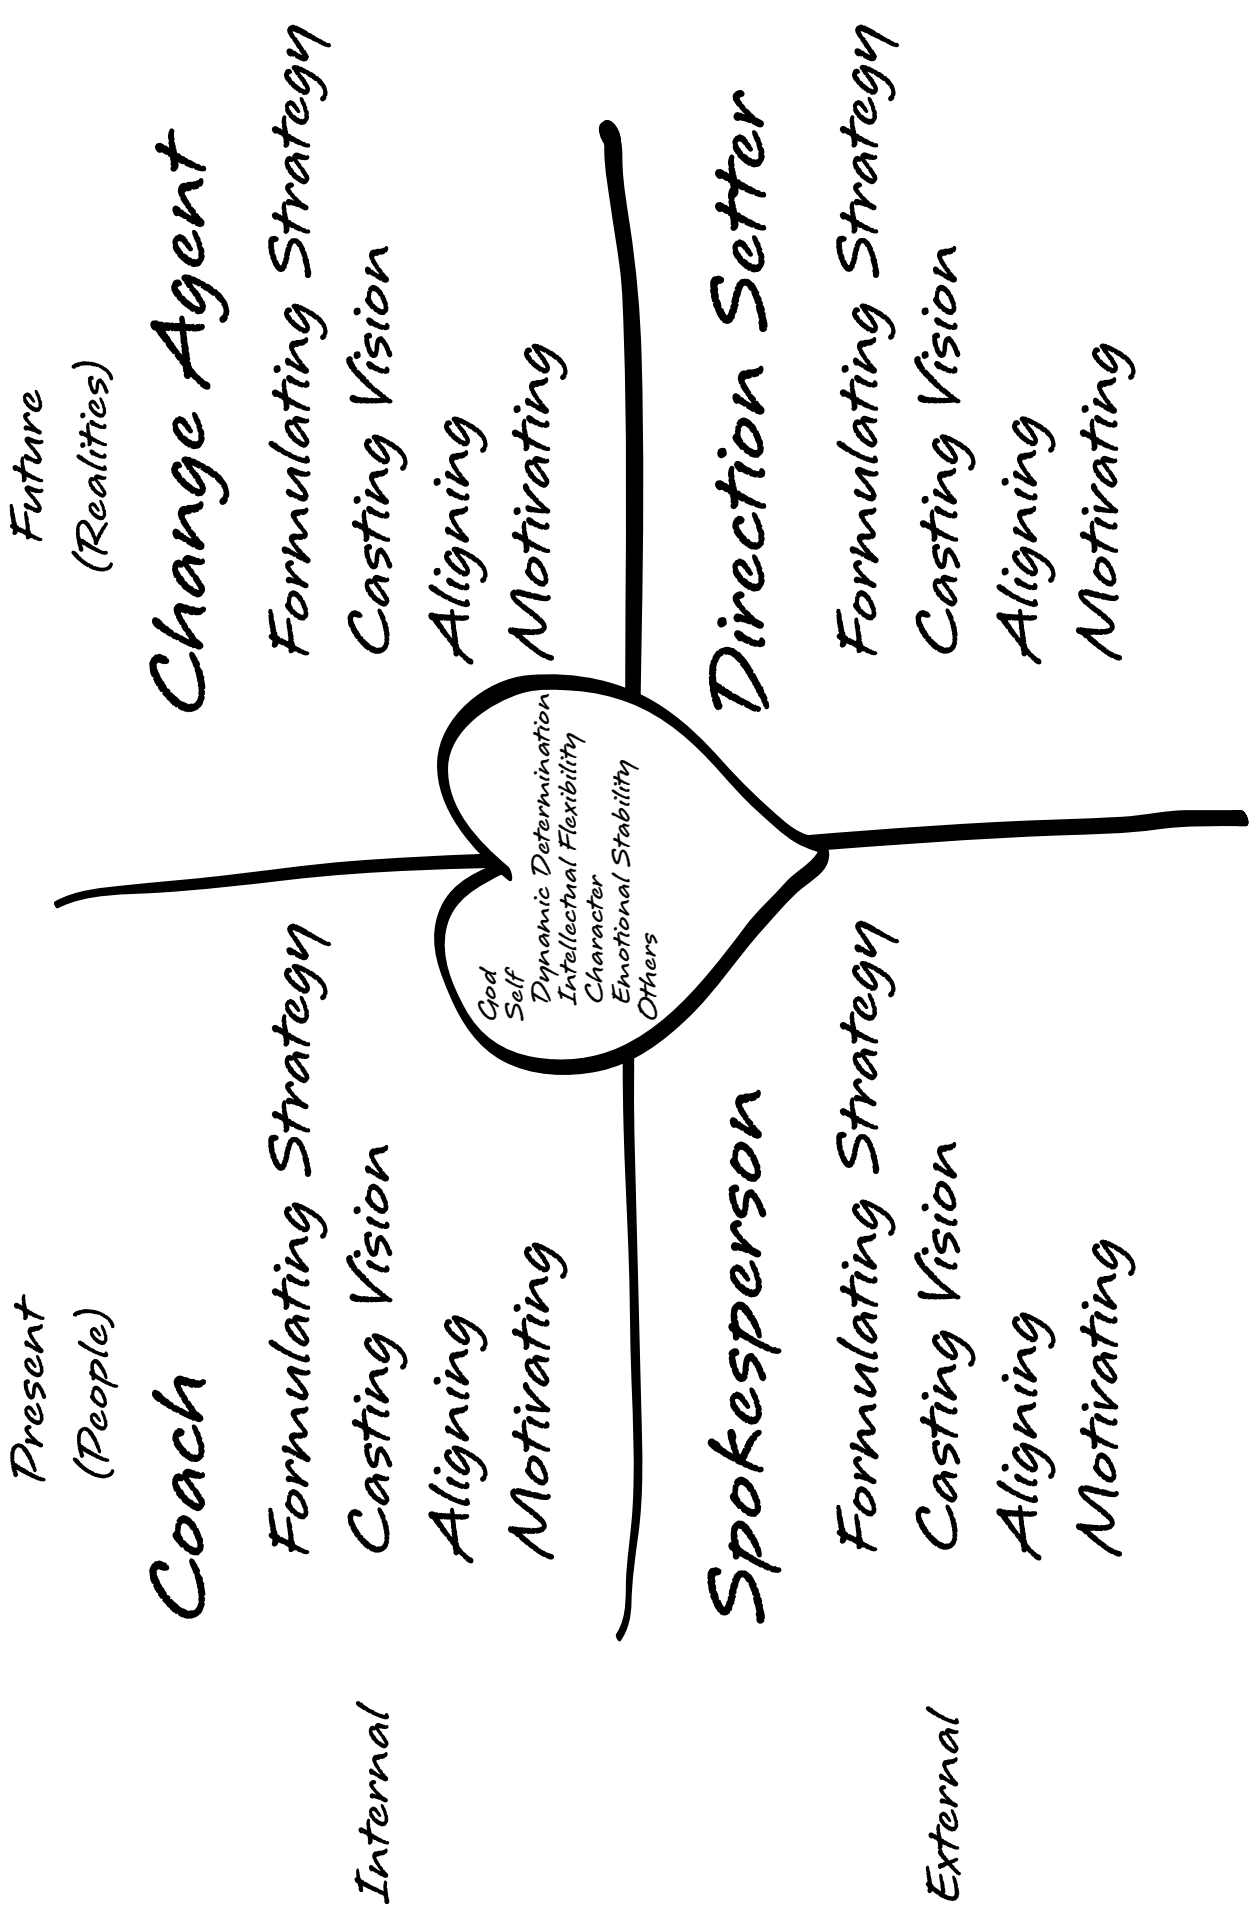 Present
(People)
Future
(Realities)
Internal
Coach
Formulating Strategy
Casting Vision
Aligning
Motivating
Change Agent
Formulating Strategy
Casting Vision
Aligning
Motivating
God
Self
Dynamic Determination
Intellectual Flexibility
Character
Emotional Stability
Others
External
Spokesperson
Formulating Strategy
Casting Vision
Aligning
Motivating
Direction Setter
Formulating Strategy
Casting Vision
Aligning
Motivating